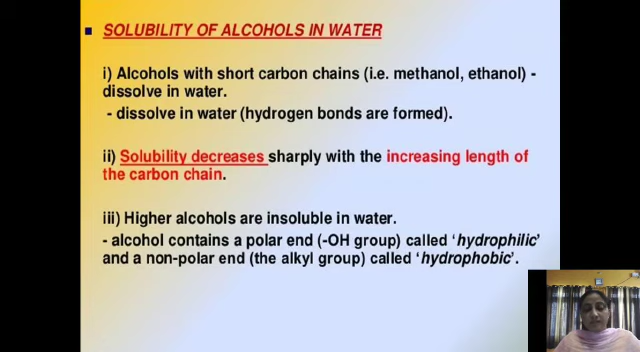 SOLUBILITY OF ALCOHOLS IN WATER
i) Alcohols with short carbon chains (i.e. methanol, ethanol) -
dissolve in water.
- dissolve in water (hydrogen bonds are formed).
ii) Solubility decreases sharply with the increasing length of
the carbon chain.
iii) Higher alcohols are insoluble in water.
- alcohol contains a polar end (-OH group) called ‘hydrophilic’
and a non-polar end (the alkyl group) called ‘hydrophobic’.